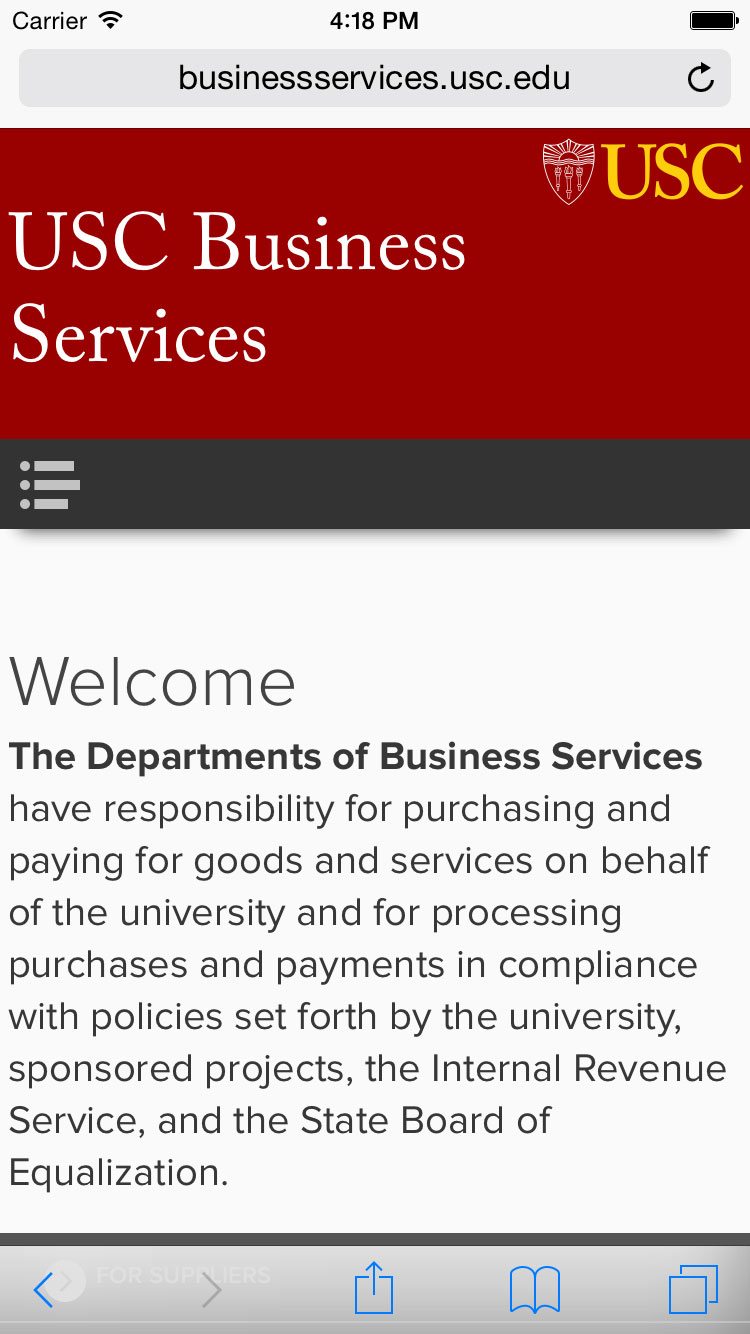 Carrier 4:18 PM
businessservices.usc.edu
USC
USC Business
Services
Welcome
The Departments of Business Services
have responsibility for purchasing and
paying for goods and services on behalf
of the university and for processing
purchases and payments in compliance
with policies set forth by the university,
sponsored projects, the Internal Revenue
Service, and the State Board of
Equalization.
FOR SUPPLIERS